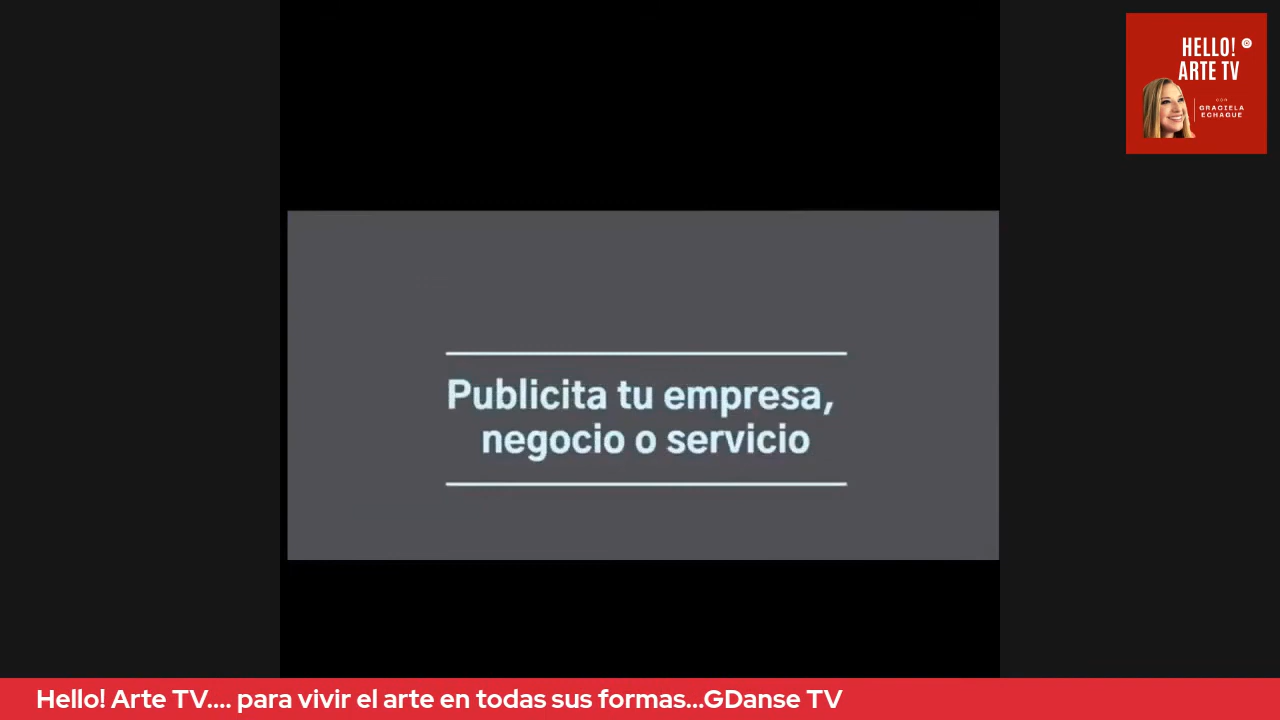 HELLO!
ARTE TV
CON
GRACIELA
ECHAGUE
Publicita tu empresa,
negocio o servicio
Hello! Arte TV.... para vivir el arte en todas sus formas...GDanse TV